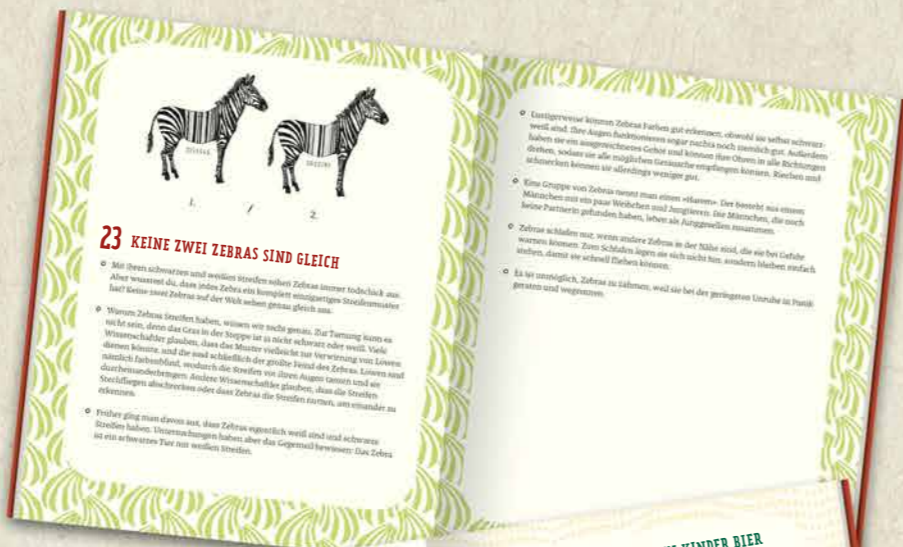 1. / 2.
23 KEINE ZWEI ZEBRAS SIND GLEICH
Mit ihren schwarzen und weißen Streifen sehen Zebras immer todschick aus.
Aber wusstest du, dass jedes Zebra ein komplett einzigartiges Streifenmuster
hat? Keine zwei Zebras auf der Welt sehen genau gleich aus.
Warum Zebras Streifen haben, wissen wir nicht genau. Zur Tarnung kann es
nicht sein, denn das Gras in der Steppe ist ja nicht schwarz oder weiß. Viele
Wissenschaftler glauben, dass das Muster vielleicht zur Verwirrung von Löwen
dienen könnte, und die sind schließlich der größte Feind des Zebras. Löwen sind
nämlich farbenblind, wodurch die Streifen vor ihren Augen tanzen und sie
durcheinanderbringen. Andere Wissenschaftler glauben, dass die Streifen
Stechfliegen abschrecken oder dass Zebras die Streifen nutzen, um einander zu
erkennen.
Früher ging man davon aus, dass Zebras eigentlich weiß sind und schwarze
Streifen haben. Untersuchungen haben aber das Gegenteil bewiesen: Das Zebra
ist ein schwarzes Tier mit weißen Streifen.
Lustigerweise können Zebras Farben gut erkennen, obwohl sie selbst schwarz-
weiß sind. Ihre Augen funktionieren sogar nachts noch ziemlich gut. Außerdem
haben sie ein ausgezeichnetes Gehör und können ihre Ohren in alle Richtungen
drehen, sodass sie alle möglichen Geräusche empfangen können. Riechen und
schmecken können sie allerdings weniger gut.
Eine Gruppe von Zebras nennt man einen »Harem«. Der besteht aus einem
Männchen mit ein paar Weibchen und Jungtieren. Die Männchen, die noch
keine Partnerin gefunden haben, leben als Junggesellen zusammen.
Zebras schlafen nur, wenn andere Zebras in der Nähe sind, die sie bei Gefahr
warnen können. Zum Schlafen legen sie sich nicht hin, sondern bleiben einfach
stehen, damit sie schnell fliehen können.
Es ist unmöglich, Zebras zu zähmen, weil sie bei der geringsten Unruhe in Panik
geraten und wegrennen.
KINDER BIER